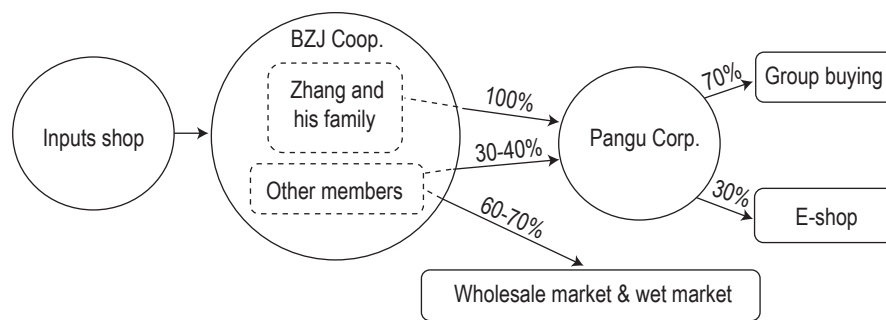 BZJ Coop.
Inputs shop
Zhang and
his family
Other members
100%
30-40%
60-70%
Pangu Corp.
70%
Group buying
30%
E-shop
Wholesale market & wet market